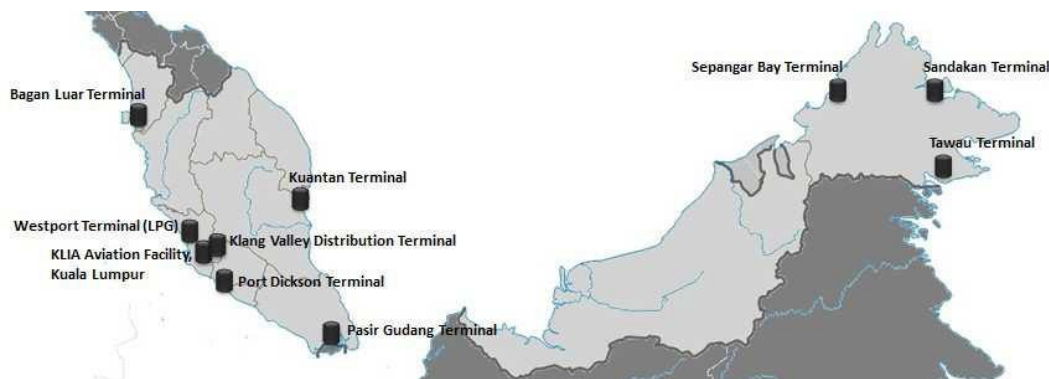 Sepangar Bay Terminal
Sandakan Terminal
Bagan Luar Terminal
Tawau Terminal
Kuantan Terminal
Westport Terminal (LPG)
Klang Valley Distribution Terminal
KLIA Aviation Facility,
Kuala Lumpur
Port Dickson Terminal
Pasir Gudang Terminal